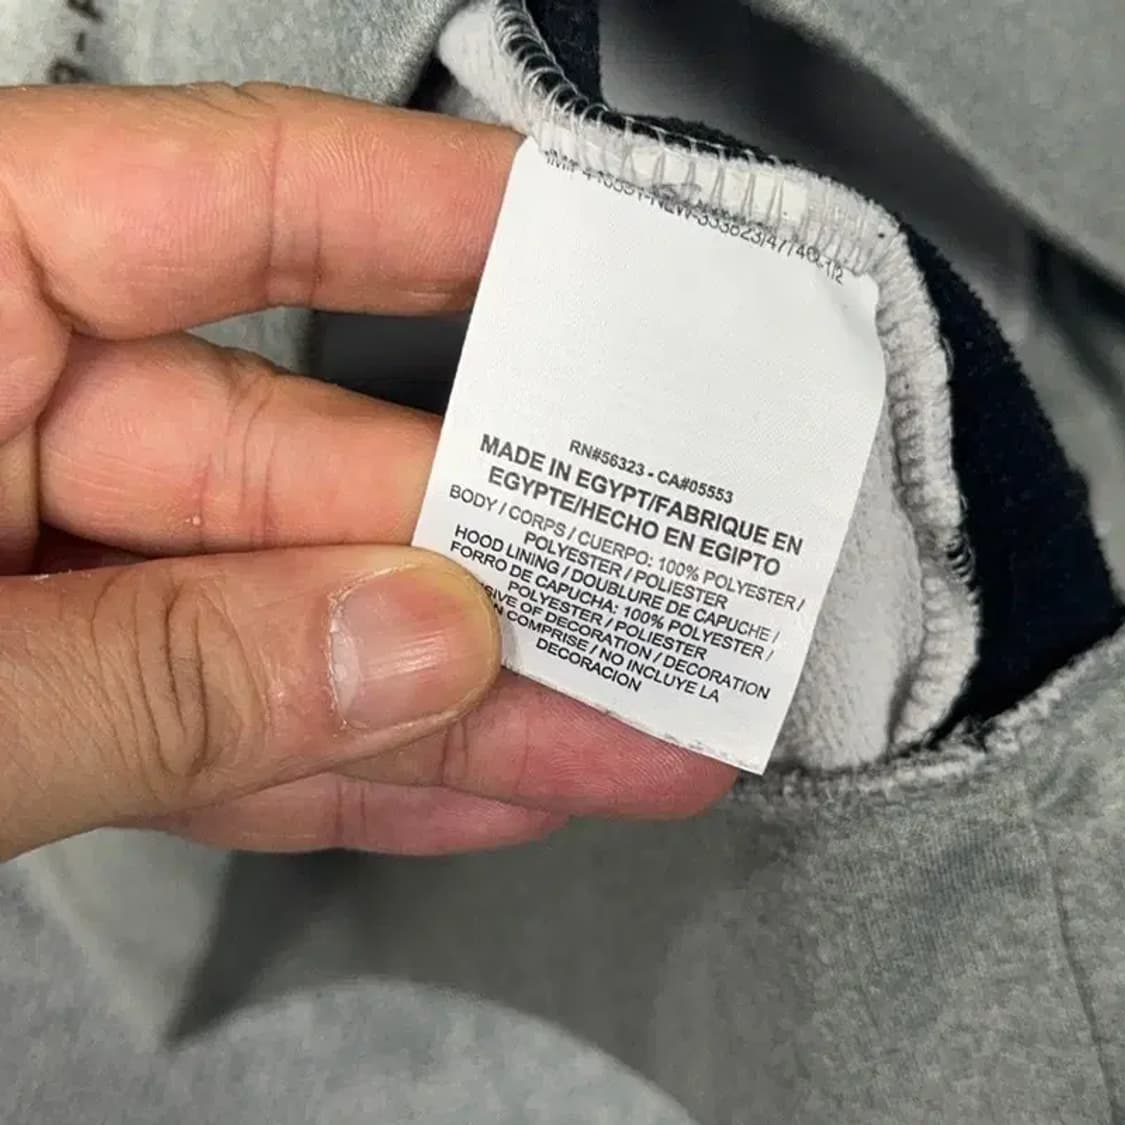 RN#56323 - CA#05553
MADE IN EGYPT/FABRIQUE EN
EGYPTE/HECHO EN EGIPTO
BODY / CORPS / CUERPO: 100% POLYESTER /
POLYESTER / POLIESTER
HOOD LINING / DOUBLURE DE CAPUCHE /
FORRO DE CAPUCHA: 100% POLYESTER /
POLYESTER / POLIESTER
OF DECORATION / DECORATION
COMPRISE / NO INCLUYE LA
DECORACION